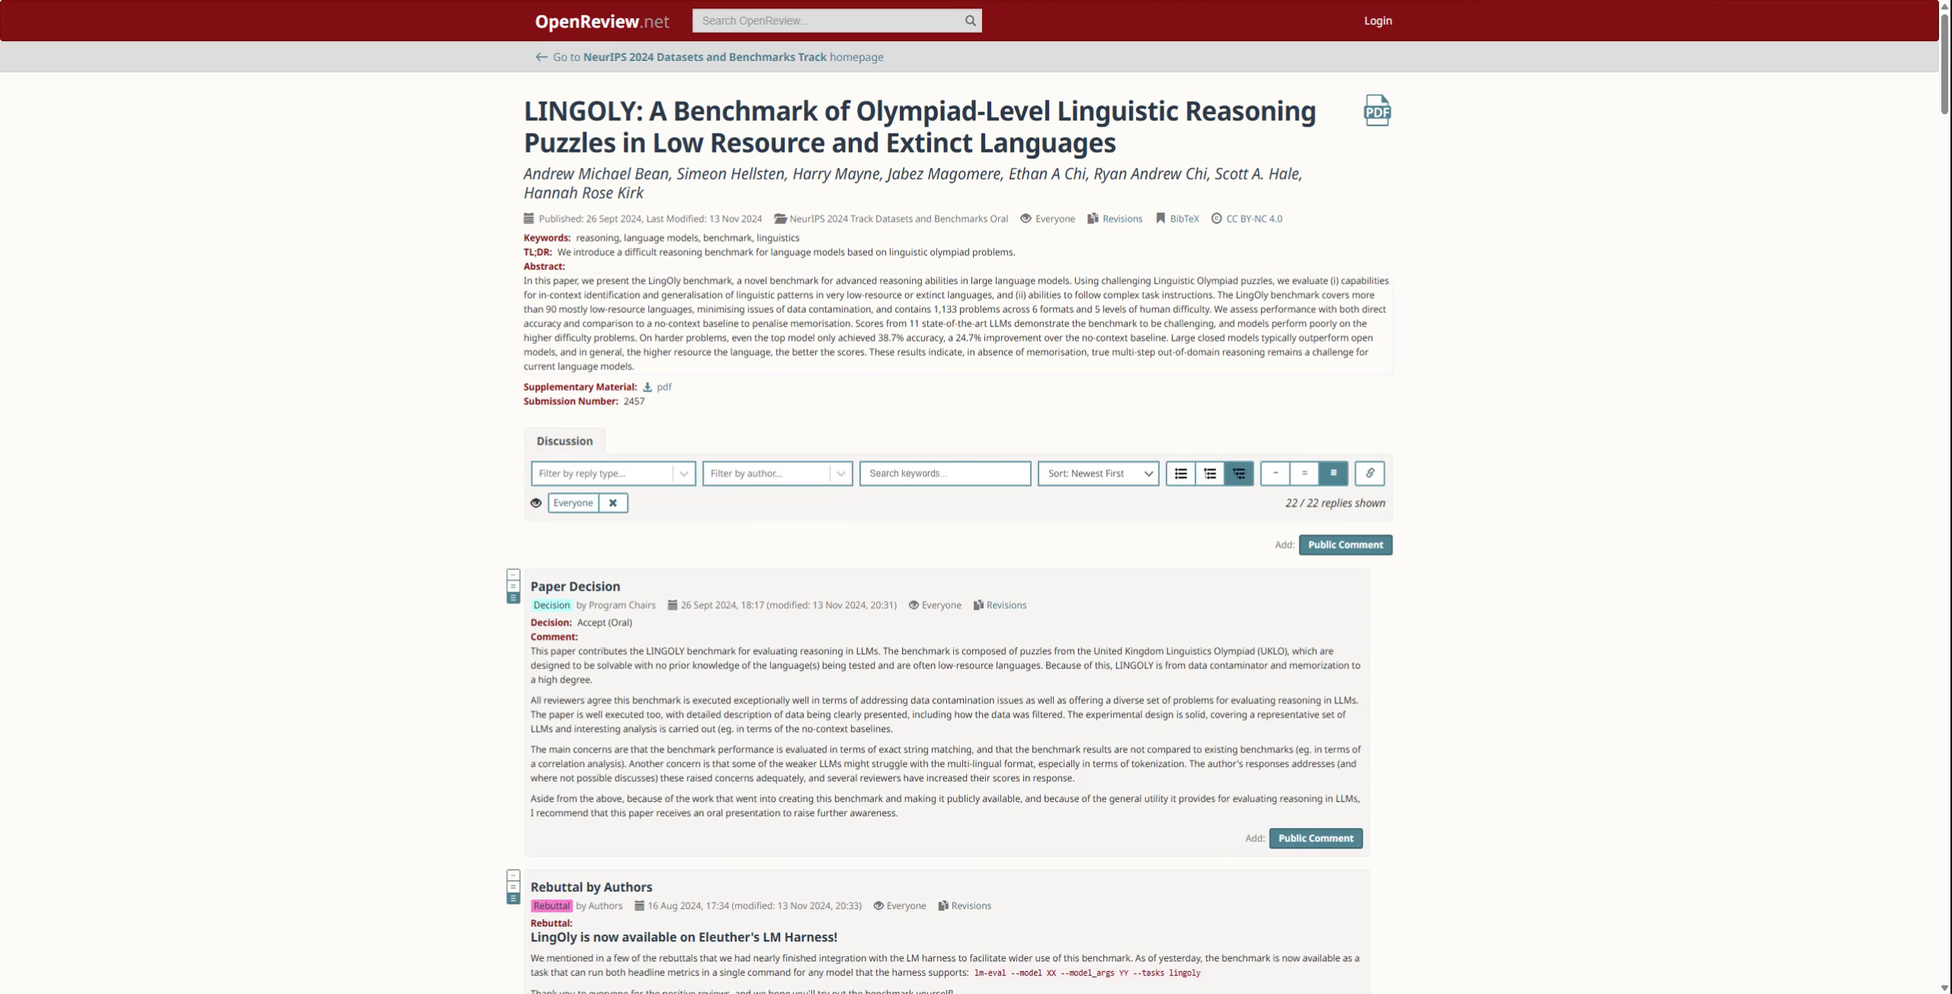 OpenReview.net
Search OpenReview...
Login
← Go to NeurIPS 2024 Datasets and Benchmarks Track homepage
LINGOLY: A Benchmark of Olympiad-Level Linguistic Reasoning
Puzzles in Low Resource and Extinct Languages
PDF
Andrew Michael Bean, Simeon Hellsten, Harry Mayne, Jabez Magomere, Ethan A Chi, Ryan Andrew Chi, Scott A. Hale,
Hannah Rose Kirk
Published: 26 Sept 2024, Last Modified: 13 Nov 2024 NeurIPS 2024 Track Datasets and Benchmarks Oral Everyone Revisions BibTeX CC BY-NC 4.0
Keywords: reasoning, language models, benchmark, linguistics
TL;DR: We introduce a difficult reasoning benchmark for language models based on linguistic olympiad problems.
Abstract:
In this paper, we present the LingOly benchmark, a novel benchmark for advanced reasoning abilities in large language models. Using challenging Linguistic Olympiad puzzles, we evaluate (i) capabilities
for in-context identification and generalisation of linguistic patterns in very low-resource or extinct languages, and (ii) abilities to follow complex task instructions. The LingOly benchmark covers more
than 90 mostly low-resource languages, minimising issues of data contamination, and contains 1,133 problems across 6 formats and 5 levels of human difficulty. We assess performance with both direct
accuracy and comparison to a no-context baseline to penalise memorisation. Scores from 11 state-of-the-art LLMs demonstrate the benchmark to be challenging, and models perform poorly on the
higher difficulty problems. On harder problems, even the top model only achieved 38.7% accuracy, a 24.7% improvement over the no-context baseline. Large closed models typically outperform open
models, and in general, the higher resource the language, the better the scores. These results indicate, in absence of memorisation, true multi-step out-of-domain reasoning remains a challenge for
current language models.
Supplementary Material: pdf
Submission Number: 2457
Discussion
Filter by reply type... Filter by author... Search keywords... Sort: Newest First
Everyone ✖ 22 / 22 replies shown
Add: Public Comment
Paper Decision
Decision by Program Chairs 26 Sept 2024, 18:17 (modified: 13 Nov 2024, 20:31) Everyone Revisions
Decision: Accept (Oral)
Comment:
This paper contributes the LINGOLY benchmark for evaluating reasoning in LLMs. The benchmark is composed of puzzles from the United Kingdom Linguistics Olympiad (UKLO), which are
designed to be solvable with no prior knowledge of the language(s) being tested and are often low-resource languages. Because of this, LINGOLY is from data contaminator and memorization to
a high degree.
All reviewers agree this benchmark is executed exceptionally well in terms of addressing data contamination issues as well as offering a diverse set of problems for evaluating reasoning in LLMs.
The paper is well executed too, with detailed description of data being clearly presented, including how the data was filtered. The experimental design is solid, covering a representative set of
LLMs and interesting analysis is carried out (eg. in terms of the no-context baselines.
The main concerns are that the benchmark performance is evaluated in terms of exact string matching, and that the benchmark results are not compared to existing benchmarks (eg. in terms of
a correlation analysis). Another concern is that some of the weaker LLMs might struggle with the multi-lingual format, especially in terms of tokenization. The author's responses addresses (and
where not possible discusses) these raised concerns adequately, and several reviewers have increased their scores in response.
Aside from the above, because of the work that went into creating this benchmark and making it publicly available, and because of the general utility it provides for evaluating reasoning in LLMs,
I recommend that this paper receives an oral presentation to raise further awareness.
Add: Public Comment
Rebuttal by Authors
Rebuttal by Authors 16 Aug 2024, 17:34 (modified: 13 Nov 2024, 20:33) Everyone Revisions
Rebuttal:
LingOly is now available on Eleuther's LM Harness!
We mentioned in a few of the rebuttals that we had nearly finished integration with the LM harness to facilitate wider use of this benchmark. As of yesterday, the benchmark is now available as a
task that can run both headline metrics in a single command for any model that the harness supports: lm-eval --model XX --model_args YY --tasks lingoly
Thank you to everyone for the positive reviews, and we hope you'll try out the benchmark yourself!